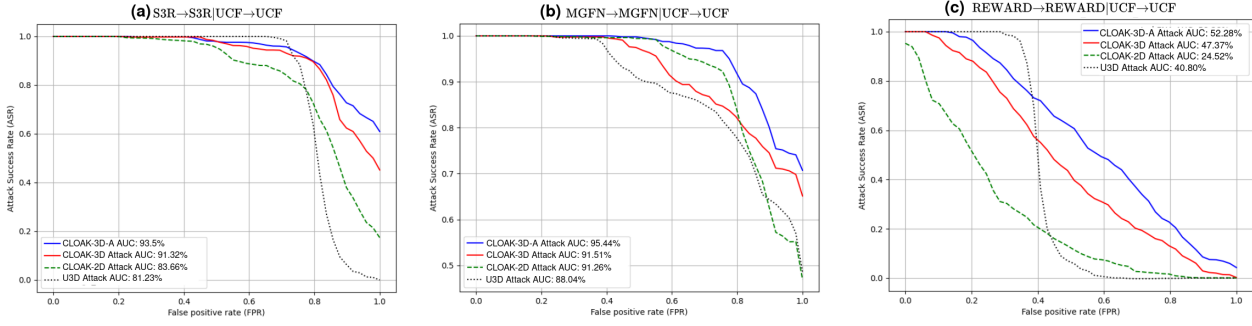 (a) S3R→S3R|UCF→UCF
Attack Success Rate (ASR)
1.0
0.8
0.6
0.4
0.2
0.0
CLOAK-3D-A AUC: 93.5%
CLOAK-3D Attack AUC: 91.32%
CLOAK-2D Attack AUC: 83.66%
U3D Attack AUC: 81.23%
0.0 0.2 0.4 0.6 0.8 1.0
False positive rate (FPR)
(b) MGFN→MGFN|UCF→UCF
Attack Success Rate (ASR)
1.0
0.9
0.8
0.7
0.6
0.5
CLOAK-3D-A Attack AUC: 95.44%
CLOAK-3D Attack AUC: 91.51%
CLOAK-2D Attack AUC: 91.26%
U3D Attack AUC: 88.04%
0.0 0.2 0.4 0.6 0.8 1.0
False positive rate (FPR)
(c) REWARD→REWARD|UCF→UCF
Attack Success Rate (ASR)
1.0
0.8
0.6
0.4
0.2
0.0
CLOAK-3D-A Attack AUC: 52.28%
CLOAK-3D Attack AUC: 47.37%
CLOAK-2D Attack AUC: 24.52%
U3D Attack AUC: 40.80%
0.0 0.2 0.4 0.6 0.8 1.0
False positive rate (FPR)